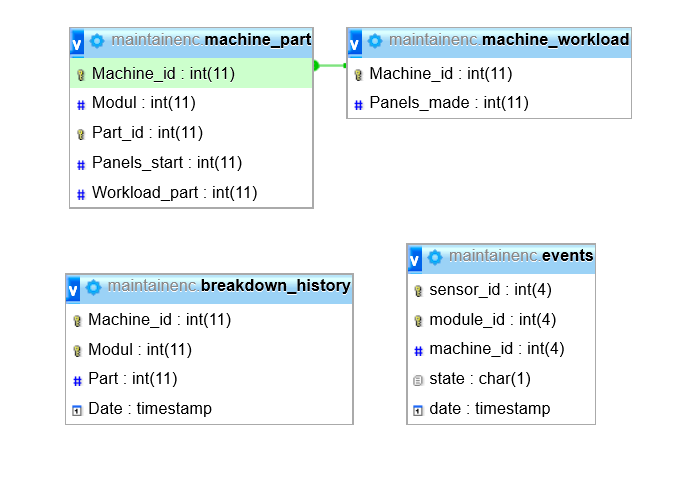 v maintainenc.machine_part
Machine_id : int(11)
# Modul : int(11)
Part_id : int(11)
# Panels_start : int(11)
# Workload_part : int(11)
v maintainenc.machine_workload
Machine_id : int(11)
# Panels_made : int(11)
v maintainenc.breakdown_history
Machine_id : int(11)
Modul : int(11)
# Part : int(11)
Date : timestamp
v maintainenc.events
sensor_id : int(4)
module_id : int(4)
# machine_id : int(4)
state : char(1)
date : timestamp